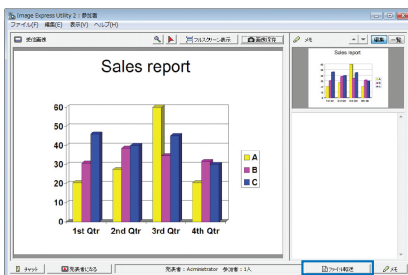 Image Express Utility 2 : 参加者
ファイル(F) 編集(E) 表示(V) ヘルプ(H)
受信画像
フルスクリーン表示
画像保存
メモ
編集
一覧
Sales report
60
50
40
30
20
10
0
1st Qtr 2nd Qtr 3rd Qtr 4th Qtr
A
B
C
Sales report
チャット
発表者になる
発表者 : Administrator 参加者 : 1人
ファイル転送
メモ